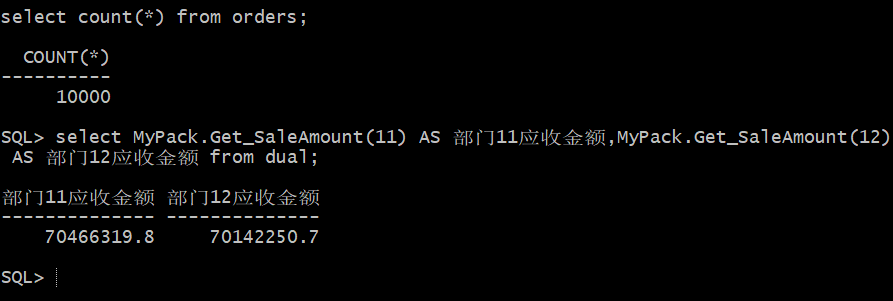 select count(*) from orders;
COUNT(*)
----------
10000
SQL> select MyPack.Get_SaleAmount(11) AS 部门11应收金额,MyPack.Get_SaleAmount(12)
AS 部门12应收金额 from dual;
部门11应收金额 部门12应收金额
-------------- --------------
70466319.8 70142250.7
SQL>